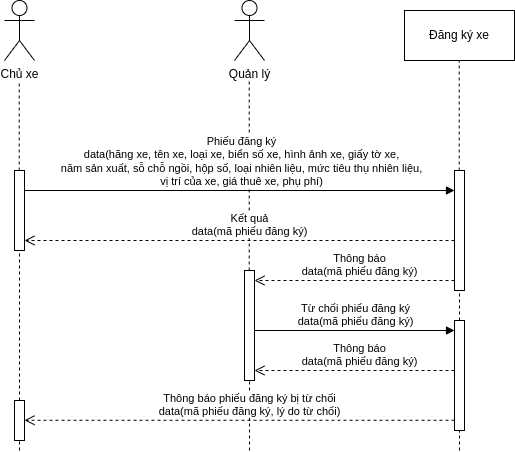 Chủ xe
Quản lý
Đăng ký xe
Phiếu đăng ký
data(hãng xe, tên xe, loại xe, biển số xe, hình ảnh xe, giấy tờ xe,
năm sản xuất, sỗ chỗ ngồi, hộp số, loại nhiên liệu, mức tiêu thụ nhiên liệu,
vị trí của xe, giá thuê xe, phụ phí)
Kết quả
data(mã phiếu đăng ký)
Thông báo
data(mã phiếu đăng ký)
Từ chối phiếu đăng ký
data(mã phiếu đăng ký)
Thông báo
data(mã phiếu đăng ký)
Thông báo phiếu đăng ký bị từ chối
data(mã phiếu đăng ký, lý do từ chối)